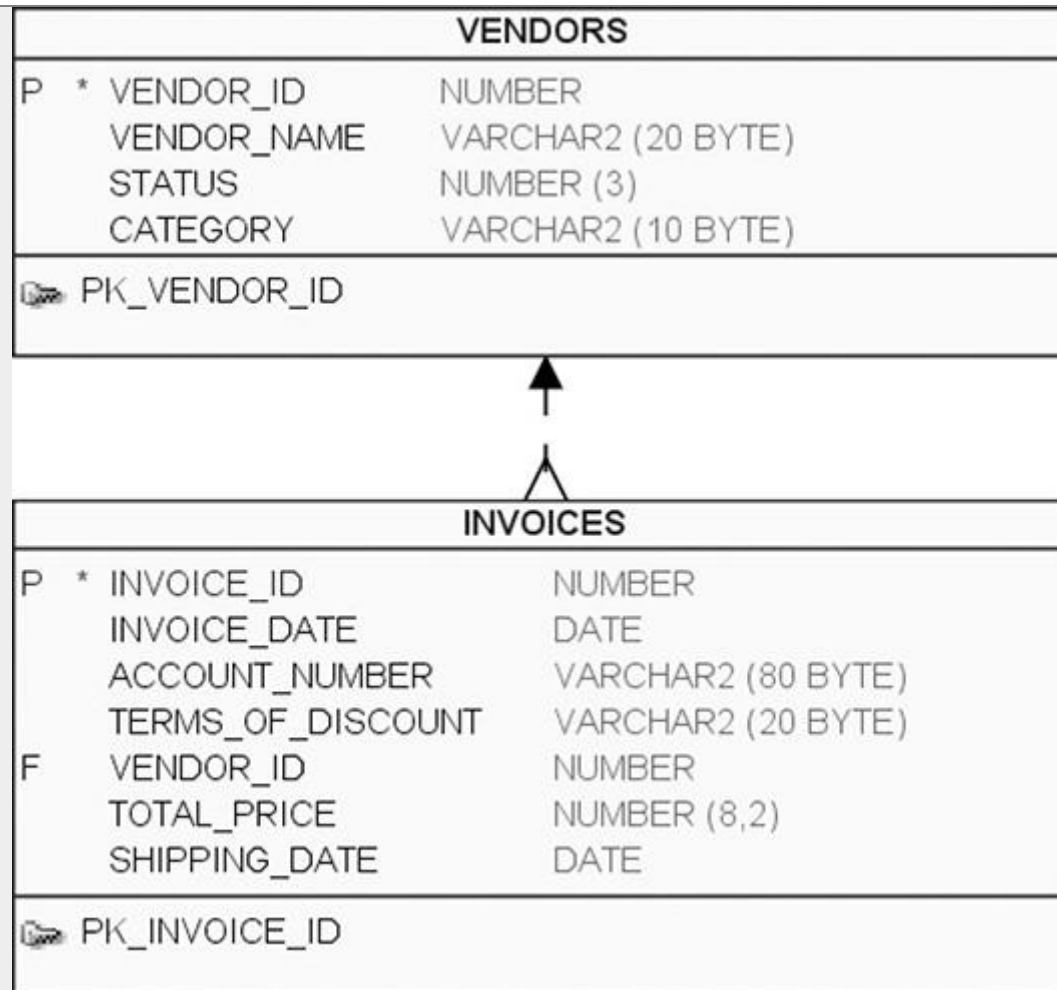 VENDORS
P * VENDOR_ID NUMBER
VENDOR_NAME VARCHAR2 (20 BYTE)
STATUS NUMBER (3)
CATEGORY VARCHAR2 (10 BYTE)
PK_VENDOR_ID
INVOICES
P * INVOICE_ID NUMBER
INVOICE_DATE DATE
ACCOUNT_NUMBER VARCHAR2 (80 BYTE)
TERMS_OF_DISCOUNT VARCHAR2 (20 BYTE)
F VENDOR_ID NUMBER
TOTAL_PRICE NUMBER (8,2)
SHIPPING_DATE DATE
PK_INVOICE_ID